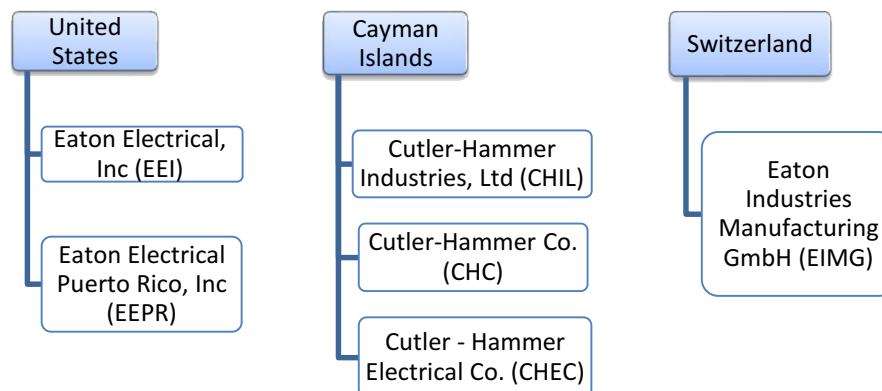 United
States
Eaton Electrical,
Inc (EEI)
Eaton Electrical
Puerto Rico, Inc
(EEPR)
Cayman
Islands
Cutler-Hammer
Industries, Ltd (CHIL)
Cutler-Hammer Co.
(CHC)
Cutler - Hammer
Electrical Co. (CHEC)
Switzerland
Eaton
Industries
Manufacturing
GmbH (EIMG)